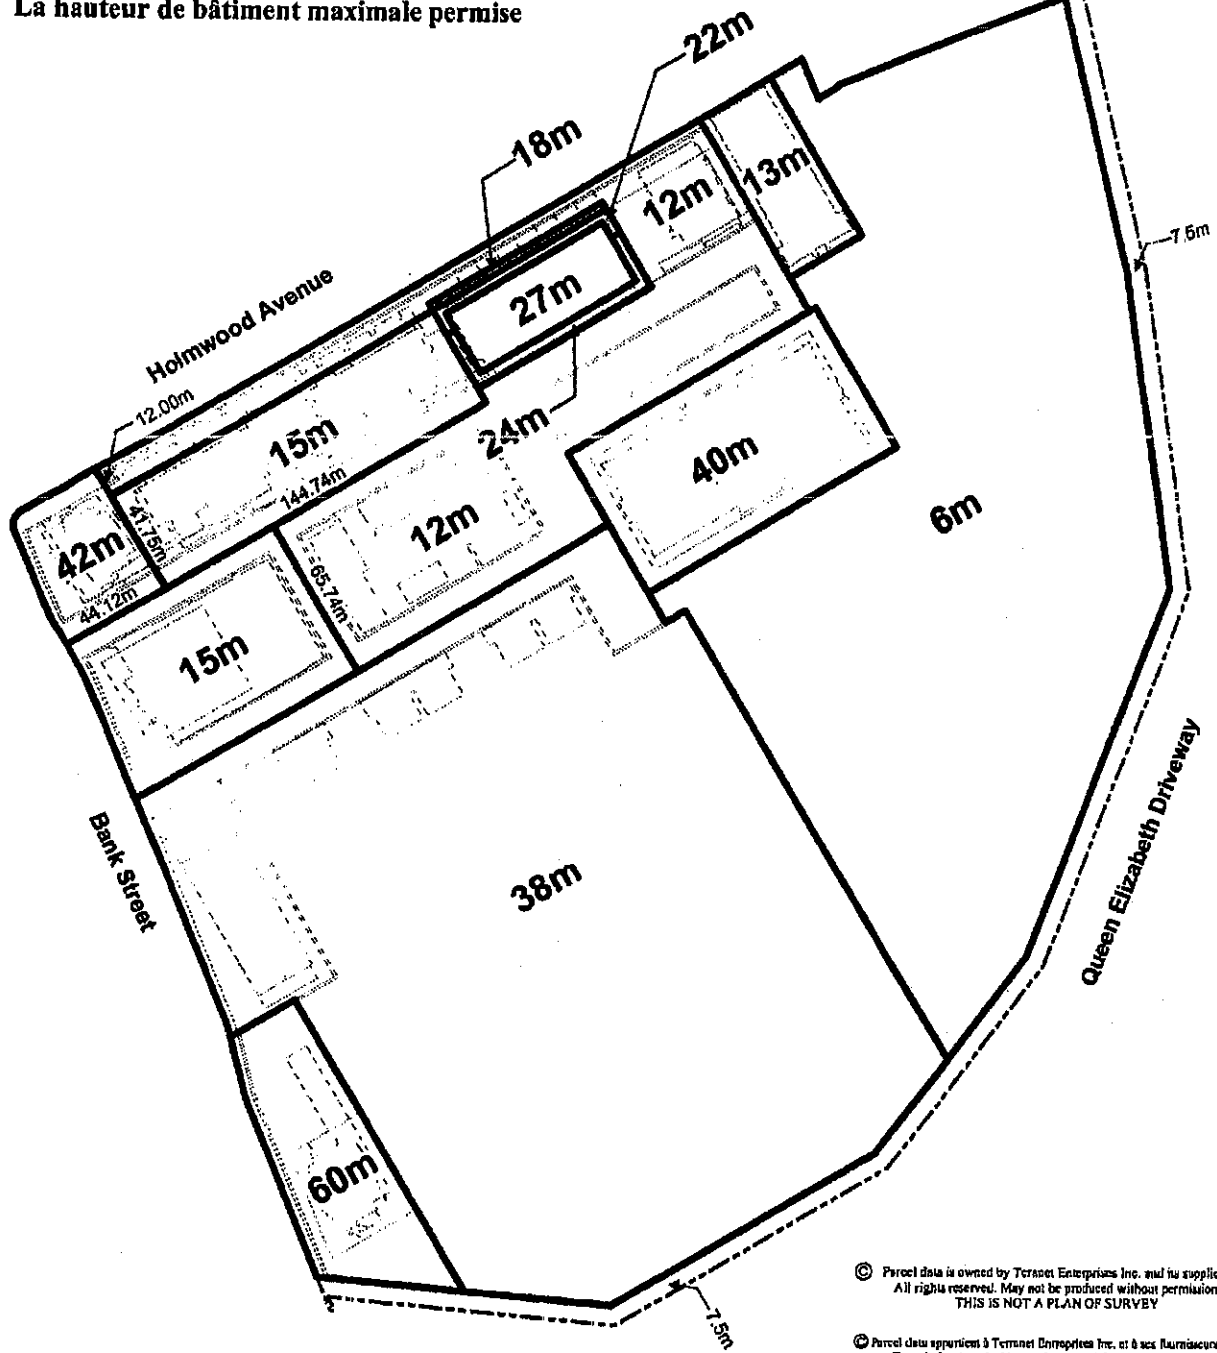 La hauteur de bâtiment maximale permise
22m
18m
13m
12m
7.5m
27m
Holmwood Avenue
12.00m
15m
24m
144.74m
40m
41.75m
12m
6m
42m
44.12m
65.74m
15m
Bank Street
38m
Queen Elizabeth Driveway
60m
7.5m
© Parcel data is owned by Teranet Enterprises Inc. and its supplie
All rights reserved. May not be produced without permission
THIS IS NOT A PLAN OF SURVEY
© Parcel data appartient à Teranet Enterprises Inc. et à ses fournisseurs